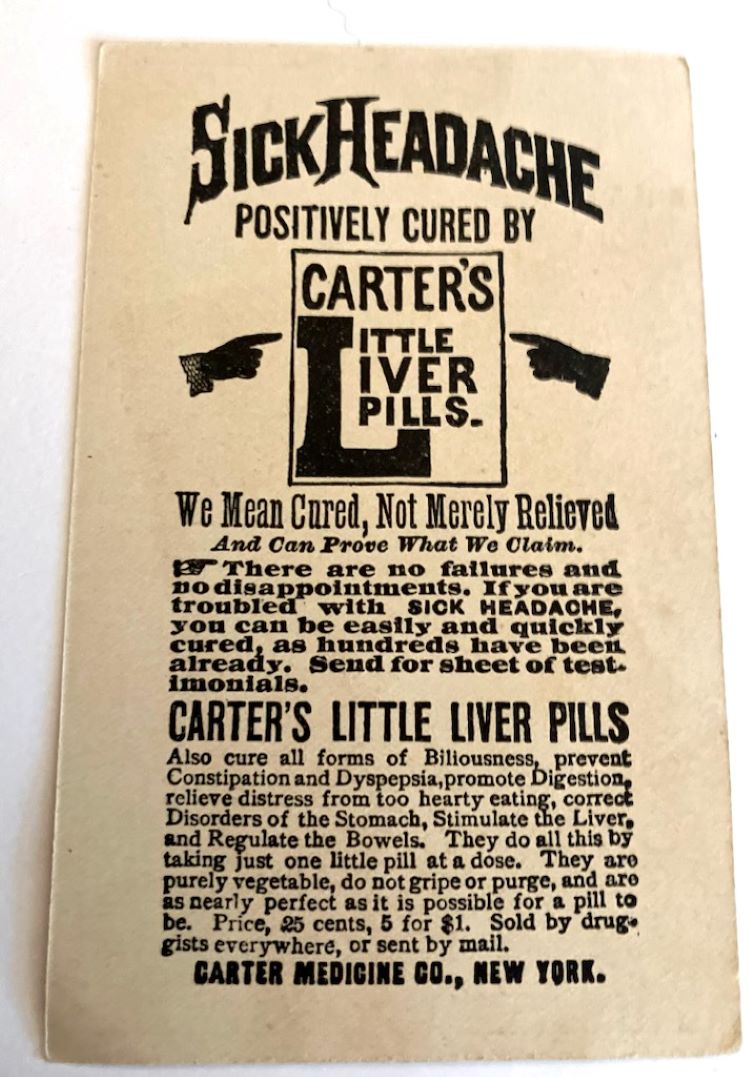 SICK HEADACHE
POSITIVELY CURED BY
CARTER'S
LITTLE
LIVER
PILLS.
We Mean Cured, Not Merely Relieved
And Can Prove What We Claim.
☞ There are no failures and
no disappointments. If you are
troubled with SICK HEADACHE,
you can be easily and quickly
cured, as hundreds have been
already. Send for sheet of test-
imonials.
CARTER'S LITTLE LIVER PILLS
Also cure all forms of Biliousness, prevent
Constipation and Dyspepsia, promote Digestion,
relieve distress from too hearty eating, correct
Disorders of the Stomach, Stimulate the Liver,
and Regulate the Bowels. They do all this by
taking just one little pill at a dose. They are
purely vegetable, do not gripe or purge, and are
as nearly perfect as it is possible for a pill to
be. Price, 25 cents, 5 for $1. Sold by drug-
gists everywhere, or sent by mail.
CARTER MEDICINE CO., NEW YORK.